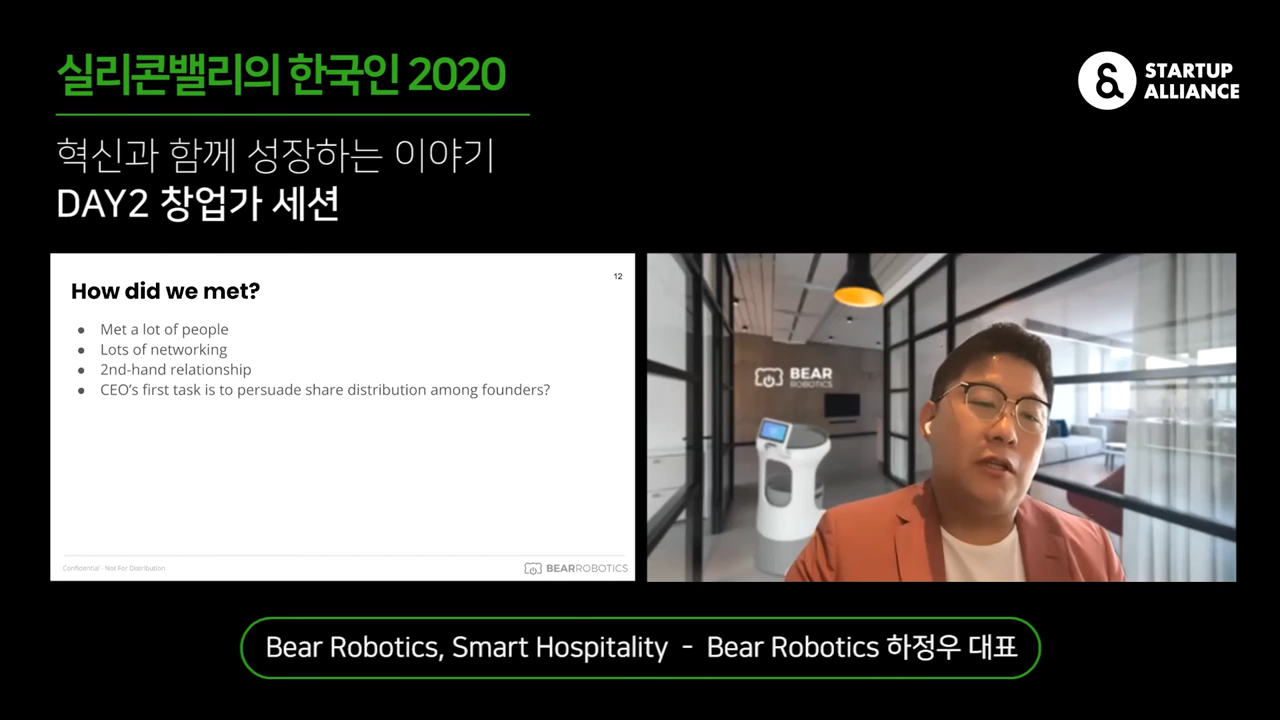 실리콘밸리의 한국인 2020
STARTUP
ALLIANCE
혁신과 함께 성장하는 이야기
DAY2 창업가 세션
12
How did we met?
● Met a lot of people
● Lots of networking
● 2nd-hand relationship
● CEO’s first task is to persuade share distribution among founders?
Confidential - Not For Distribution
BEARROBOTICS
BEAR
ROBOTICS
Bear Robotics, Smart Hospitality - Bear Robotics 하정우 대표